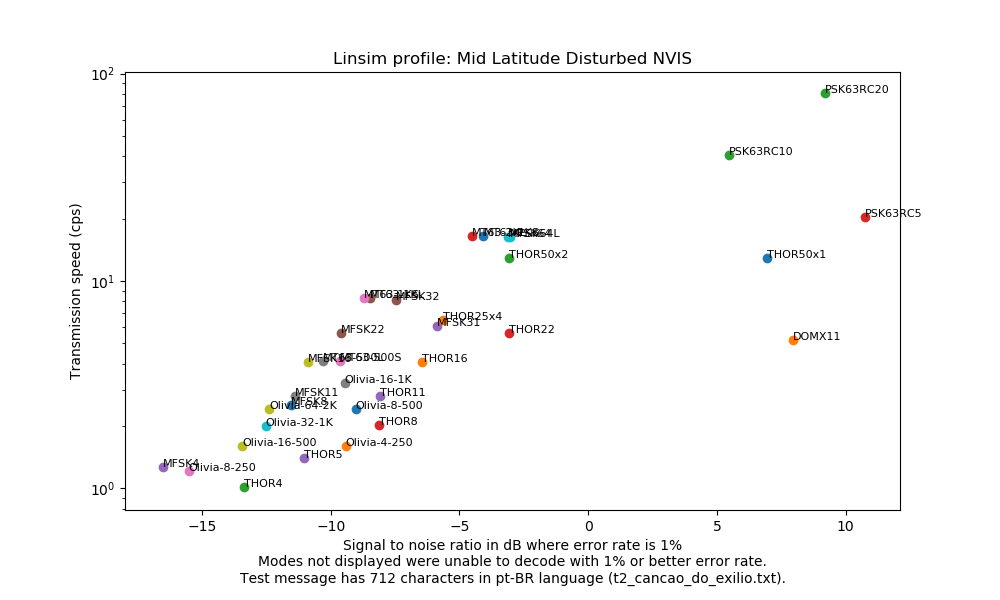 Linsim profile: Mid Latitude Disturbed NVIS
Transmission speed (cps)
10²
10¹
10⁰
PSK63RC20
PSK63RC10
PSK63RC5
THOR50x2
THOR50x1
MFSK32
THOR25x4
MFSK31
MFSK22
THOR22
DOMX11
THOR16
Olivia-16-1K
MFSK11
THOR11
MFSK8
Olivia-64-2K
Olivia-8-500
Olivia-32-1K
THOR8
Olivia-16-500
Olivia-4-250
THOR5
MFSK4
Olivia-8-250
THOR4
−15
−10
−5
0
5
10
Signal to noise ratio in dB where error rate is 1%
Modes not displayed were unable to decode with 1% or better error rate.
Test message has 712 characters in pt-BR language (t2_cancao_do_exilio.txt).